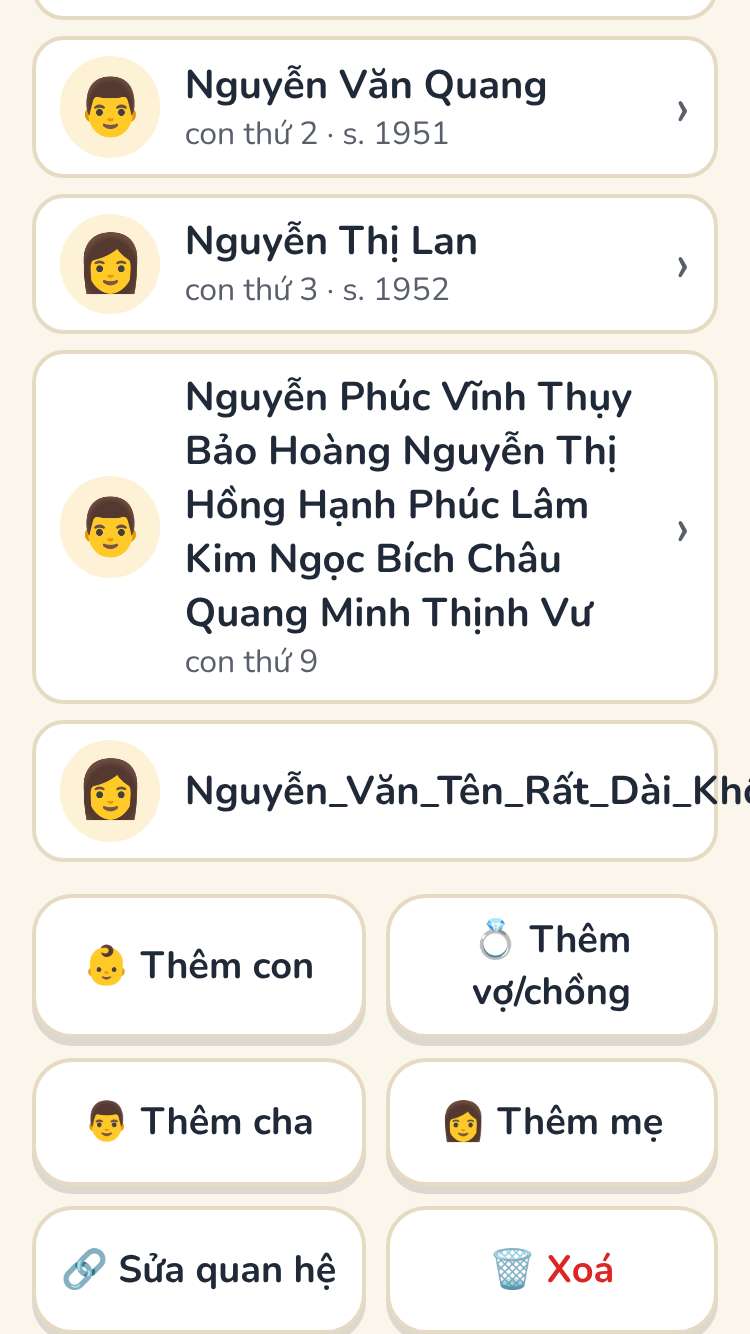 Nguyễn Văn Quang
con thứ 2 · s. 1951
›
Nguyễn Thị Lan
con thứ 3 · s. 1952
›
Nguyễn Phúc Vĩnh Thụy
Bảo Hoàng Nguyễn Thị
Hồng Hạnh Phúc Lâm
Kim Ngọc Bích Châu
Quang Minh Thịnh Vư
con thứ 9
›
Nguyễn_Văn_Tên_Rất_Dài_Khô
👶 Thêm con
💍 Thêm
vợ/chồng
👨 Thêm cha
👩 Thêm mẹ
🔗 Sửa quan hệ
🗑️ Xoá